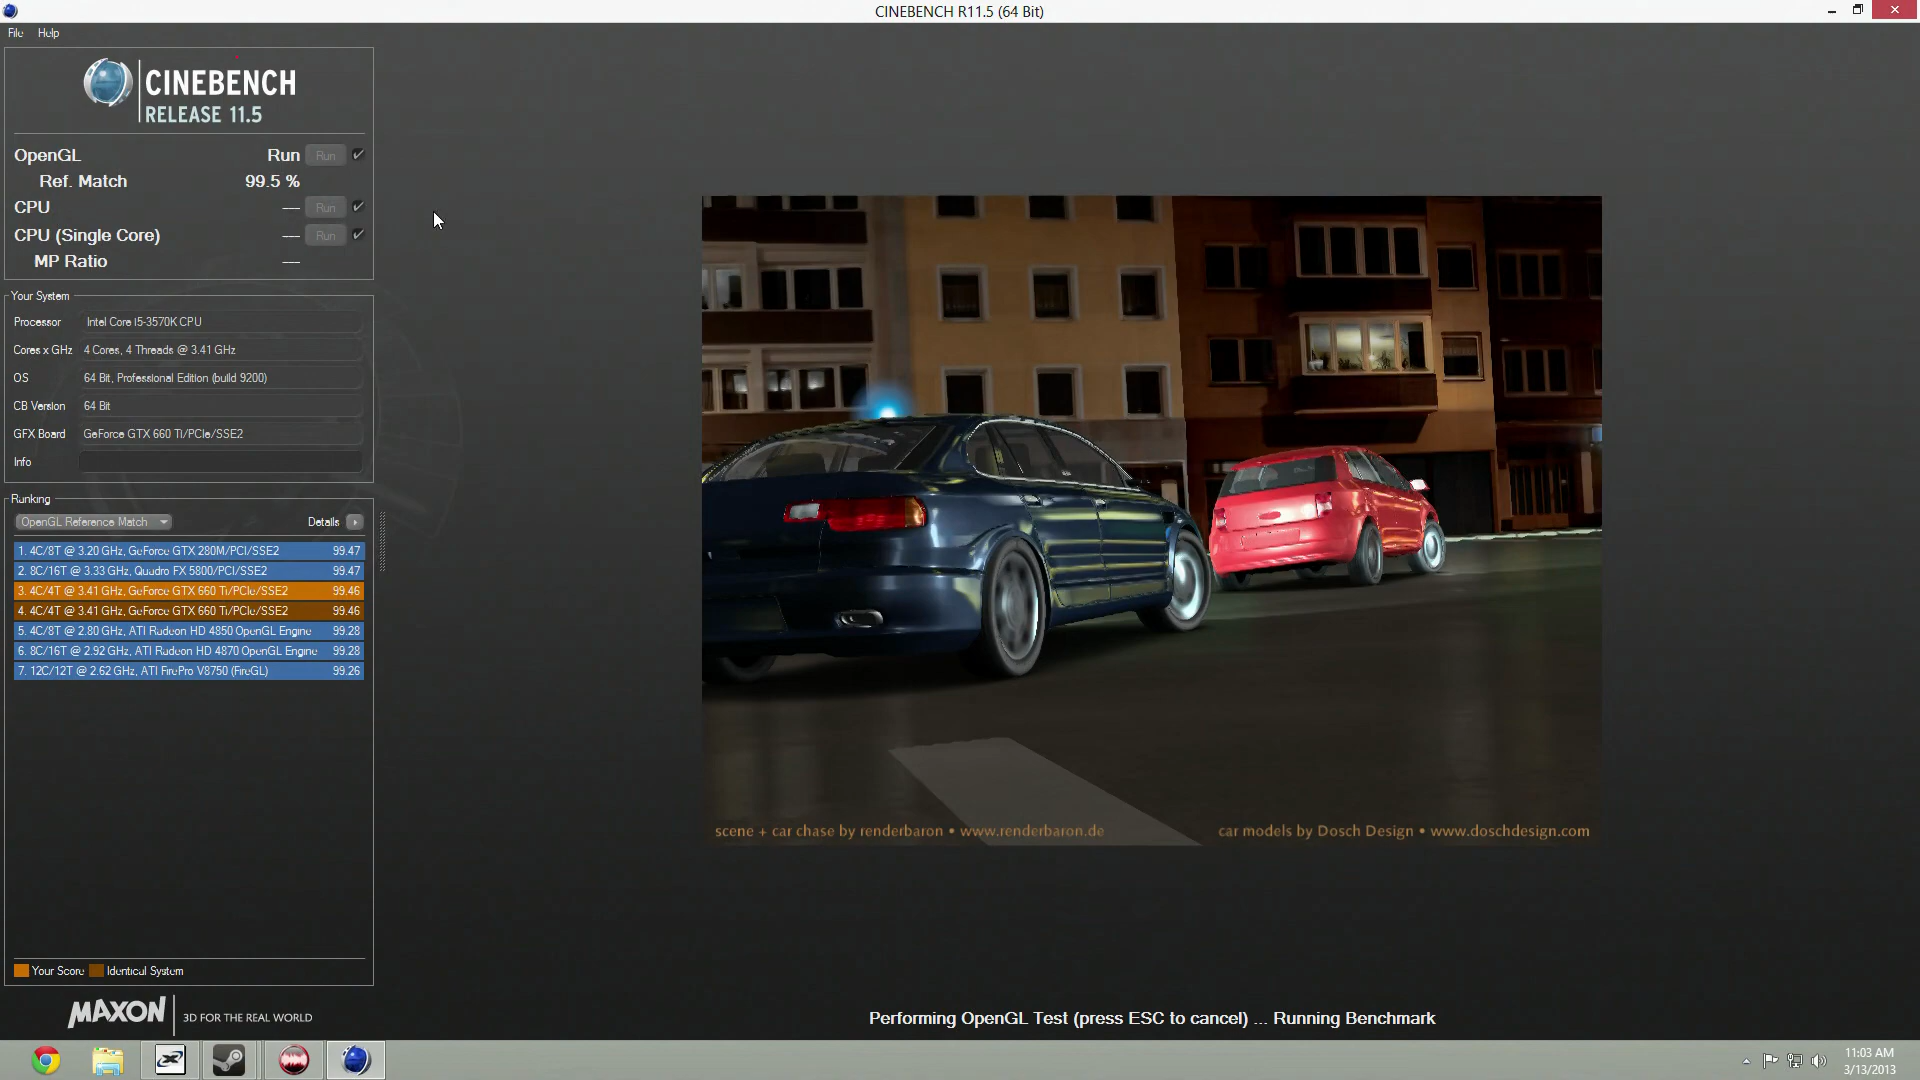 CINEBENCH R11.5 (64 Bit)
File Help
CINEBENCH
RELEASE 11.5
OpenGL Run Run
Ref. Match 99.5 %
CPU --- Run
CPU (Single Core) --- Run
MP Ratio ---
Your System
Processor Intel Core i5-3570K CPU
Cores x GHz 4 Cores, 4 Threads @ 3.41 GHz
OS 64 Bit, Professional Edition (build 9200)
CB Version 64 Bit
GFX Board GeForce GTX 660 Ti/PCIe/SSE2
Info
Ranking
OpenGL Reference Match Details
1. 4C/8T @ 3.20 GHz, GeForce GTX 280M/PCI/SSE2 99.47
2. 8C/16T @ 3.33 GHz, Quadro FX 5800/PCI/SSE2 99.47
3. 4C/4T @ 3.41 GHz, GeForce GTX 660 Ti/PCIe/SSE2 99.46
4. 4C/4T @ 3.41 GHz, GeForce GTX 660 Ti/PCIe/SSE2 99.46
5. 4C/8T @ 2.80 GHz, ATI Radeon HD 4850 OpenGL Engine 99.28
6. 8C/16T @ 2.92 GHz, ATI Radeon HD 4870 OpenGL Engine 99.28
7. 12C/12T @ 2.62 GHz, ATI FirePro V8750 (FireGL) 99.26
Your Score Identical System
MAXON 3D FOR THE REAL WORLD
scene + car chase by renderbaron • www.renderbaron.de
car models by Dosch Design • www.doschdesign.com
Performing OpenGL Test (press ESC to cancel) ... Running Benchmark
11:03 AM
3/13/2013